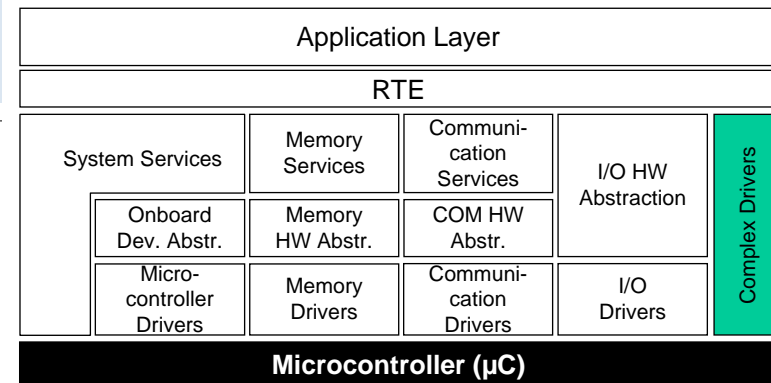 Application Layer
RTE
System Services
Memory
Services
Communi-
cation
Services
I/O HW
Abstraction
Complex Drivers
Onboard
Dev. Abstr.
Memory
HW Abstr.
COM HW
Abstr.
Micro-
controller
Drivers
Memory
Drivers
Communi-
cation
Drivers
I/O
Drivers
Microcontroller (µC)